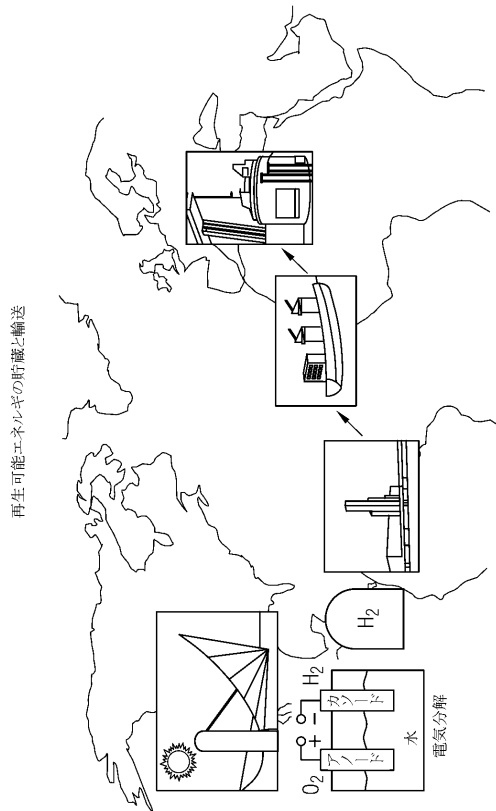 再生可能エネルギの貯蔵と輸送
O₂
+
−
H₂
H₂
アノード
カソード
水
電気分解